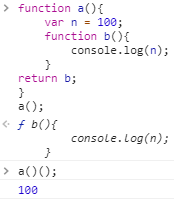 > function a(){
      var n = 100;
      function b(){
          console.log(n);
      }
  return b;
  }
  a();
<· ƒ b(){
          console.log(n);
      }
> a()();
  100